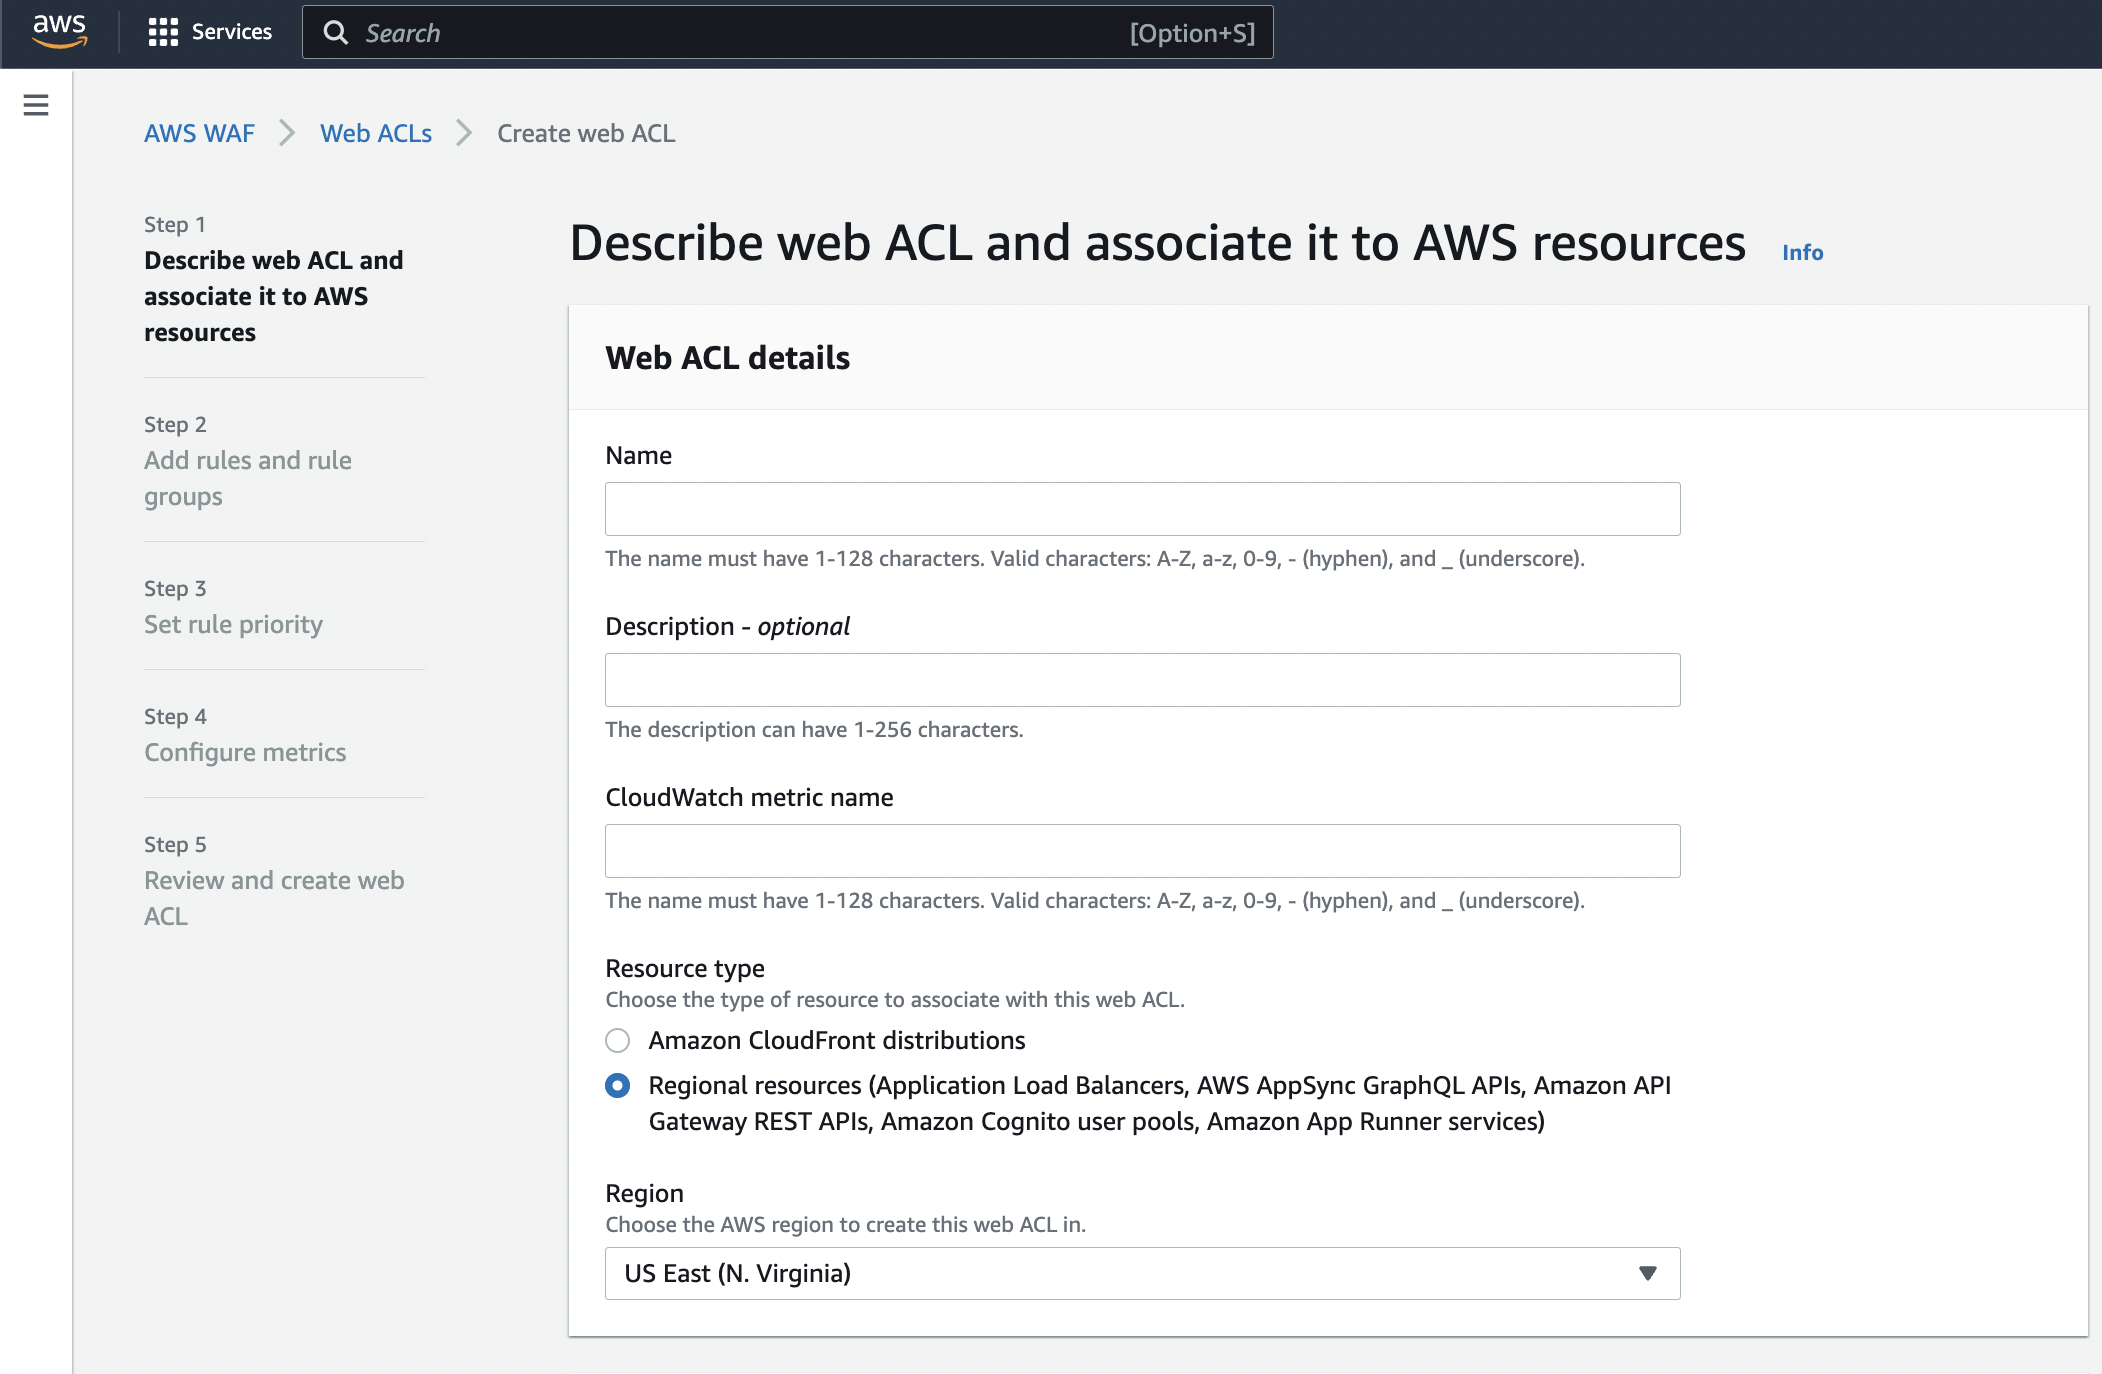 aws
Services
Search
[Option+S]
AWS WAF
Web ACLs
Create web ACL
Step 1
Describe web ACL and
associate it to AWS
resources
Step 2
Add rules and rule
groups
Step 3
Set rule priority
Step 4
Configure metrics
Step 5
Review and create web
ACL
Describe web ACL and associate it to AWS resources Info
Web ACL details
Name
The name must have 1-128 characters. Valid characters: A-Z, a-z, 0-9, - (hyphen), and _ (underscore).
Description - optional
The description can have 1-256 characters.
CloudWatch metric name
The name must have 1-128 characters. Valid characters: A-Z, a-z, 0-9, - (hyphen), and _ (underscore).
Resource type
Choose the type of resource to associate with this web ACL.
Amazon CloudFront distributions
Regional resources (Application Load Balancers, AWS AppSync GraphQL APIs, Amazon API
Gateway REST APIs, Amazon Cognito user pools, Amazon App Runner services)
Region
Choose the AWS region to create this web ACL in.
US East (N. Virginia)